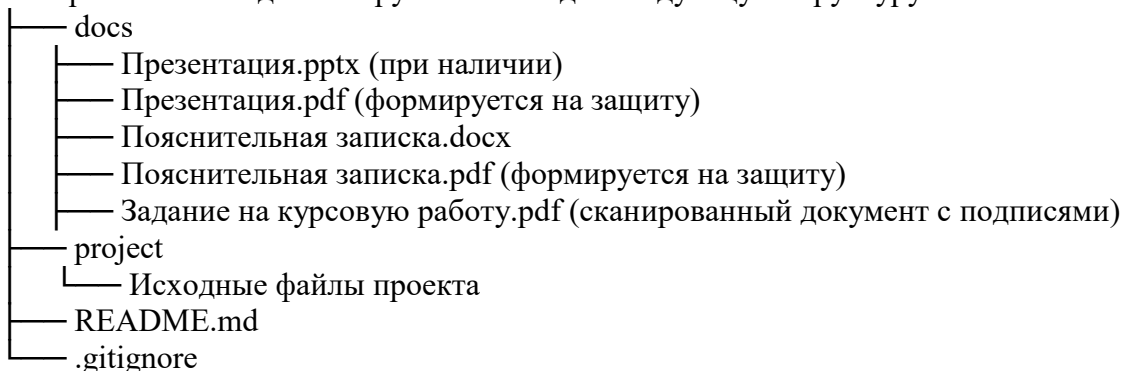 docs
Презентация.pptx (при наличии)
Презентация.pdf (формируется на защиту)
Пояснительная записка.docx
Пояснительная записка.pdf (формируется на защиту)
Задание на курсовую работу.pdf (сканированный документ с подписями)
project
Исходные файлы проекта
README.md
.gitignore